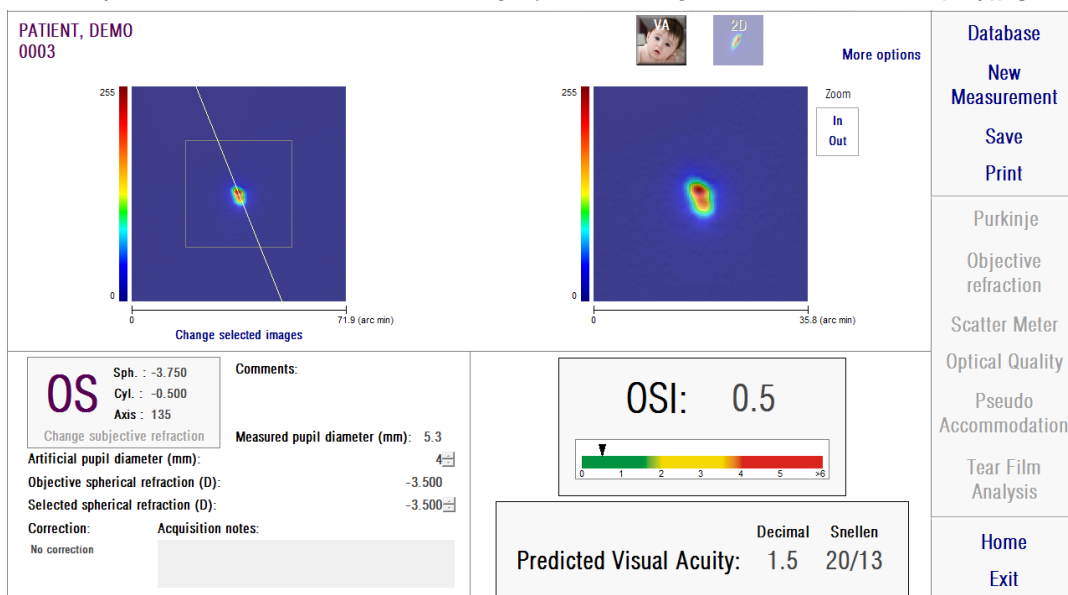 PATIENT, DEMO
0003
VA
2D
More options
255
0
0
71.9 (arc min)
Change selected images
255
0
0
35.8 (arc min)
Zoom
In
Out
OS
Sph. : -3.750
Cyl. : -0.500
Axis : 135
Change subjective refraction
Comments:
Measured pupil diameter (mm): 5.3
Artificial pupil diameter (mm): 4
Objective spherical refraction (D): -3.500
Selected spherical refraction (D): -3.500
Correction: Acquisition notes:
No correction
OSI: 0.5
0 1 2 3 4 5 >6
Decimal Snellen
Predicted Visual Acuity: 1.5 20/13
Database
New
Measurement
Save
Print
Purkinje
Objective
refraction
Scatter Meter
Optical Quality
Pseudo
Accommodation
Tear Film
Analysis
Home
Exit